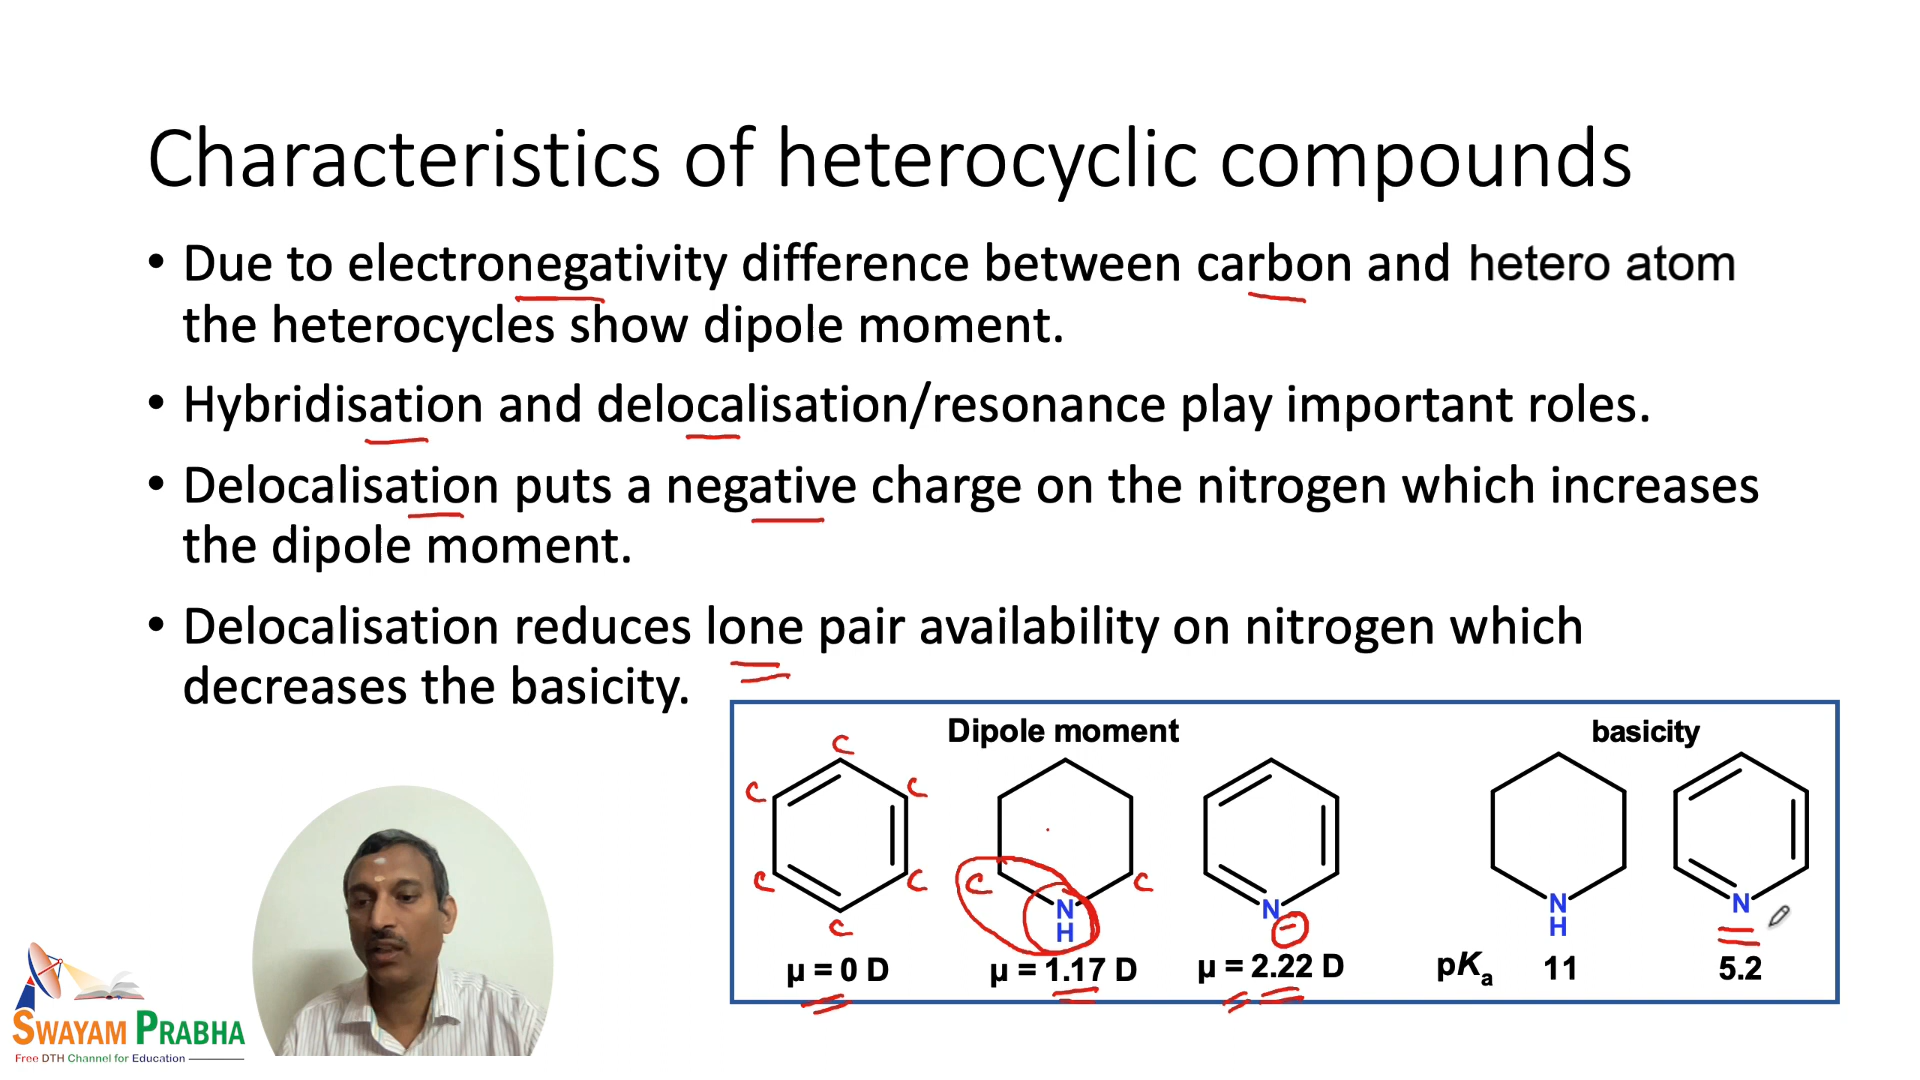 Characteristics of heterocyclic compounds
• Due to electronegativity difference between carbon and hetero atom
the heterocycles show dipole moment.
• Hybridisation and delocalisation/resonance play important roles.
• Delocalisation puts a negative charge on the nitrogen which increases
the dipole moment.
• Delocalisation reduces lone pair availability on nitrogen which
decreases the basicity.
Dipole moment
basicity
C
C
C
C
C
C
C
C
N
H
N
−
N
H
N
µ = 0 D
µ = 1.17 D
µ = 2.22 D
pKa
11
5.2
SWAYAM PRABHA
Free DTH Channel for Education